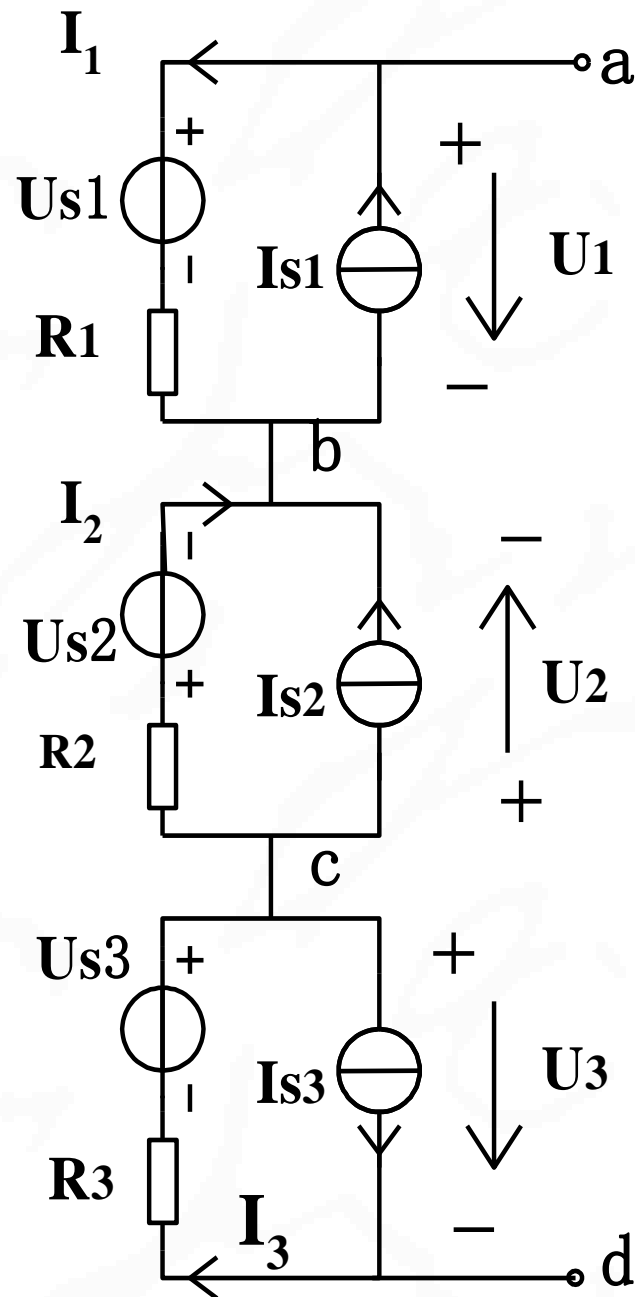 I1
a
+
Us1
+
Is1
U1
−
R1
−
b
I2
−
−
Us2
Is2
U2
+
R2
+
c
Us3
+
+
Is3
U3
−
R3
I3
−
d